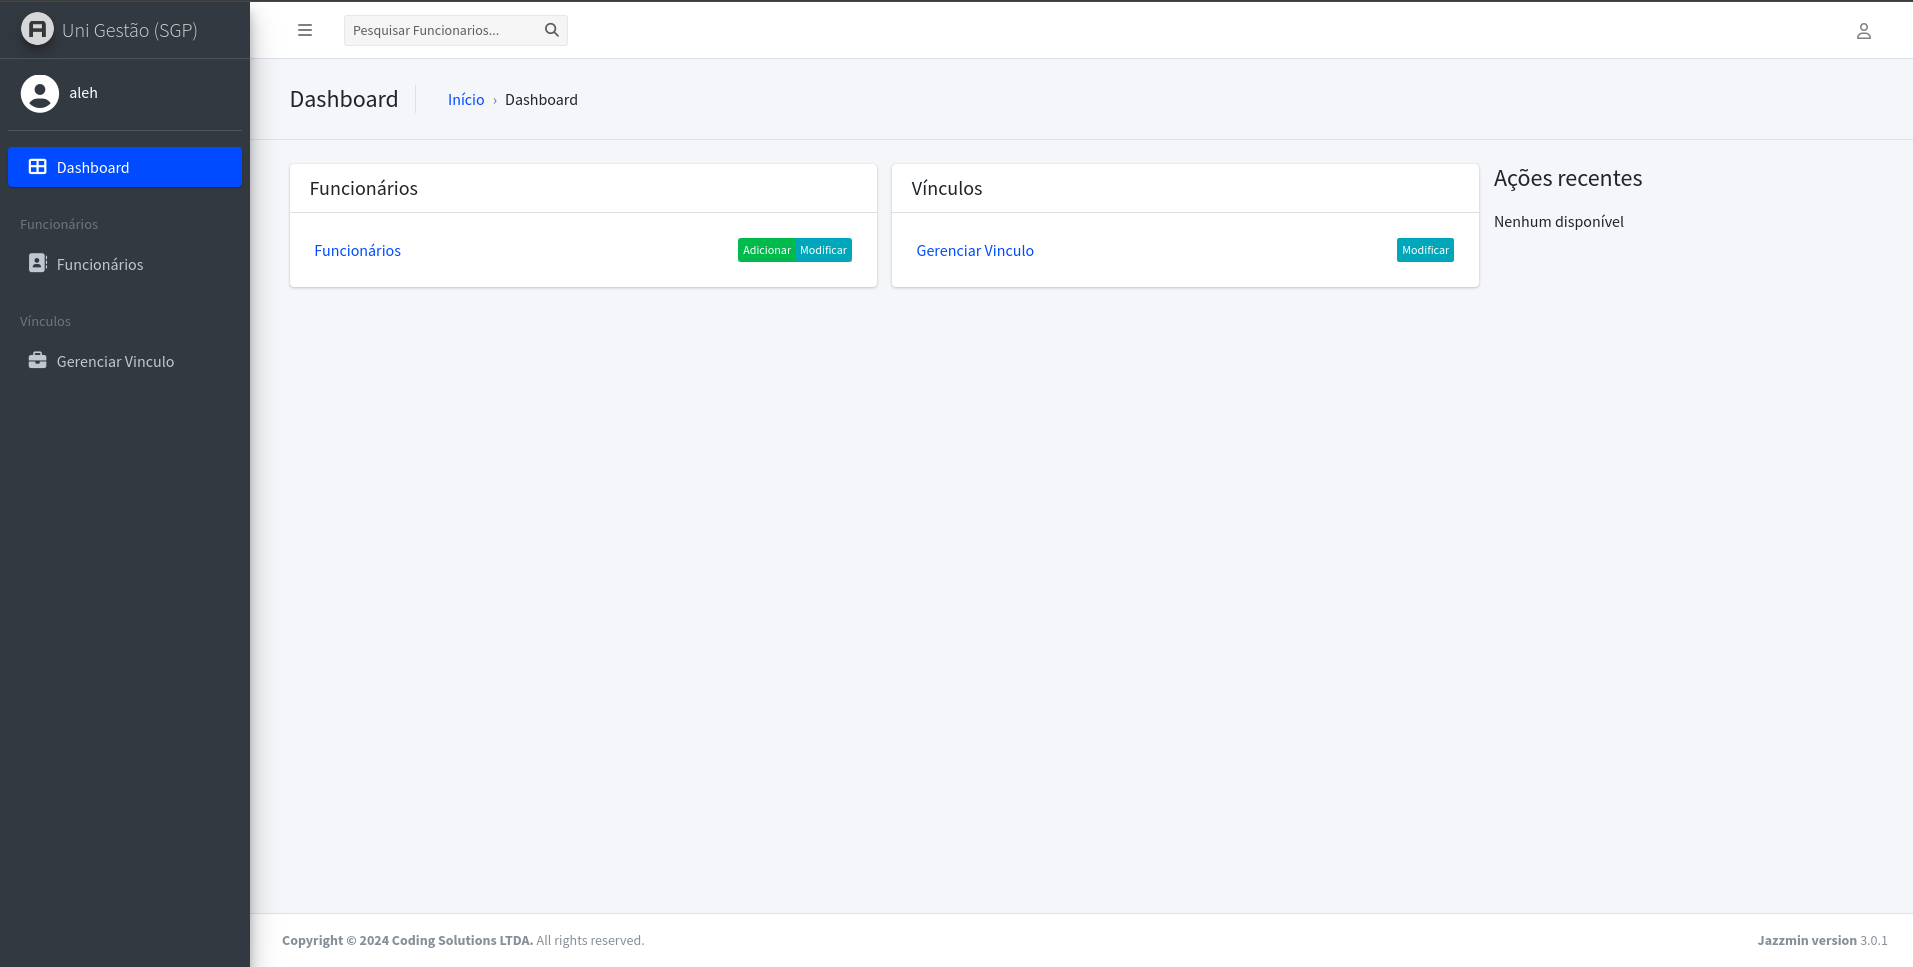 Uni Gestão (SGP)
Pesquisar Funcionarios...
aleh
Dashboard
Funcionários
Funcionários
Vínculos
Gerenciar Vinculo
Dashboard
Início › Dashboard
Funcionários
Funcionários
Adicionar Modificar
Vínculos
Gerenciar Vinculo
Modificar
Ações recentes
Nenhum disponível
Copyright © 2024 Coding Solutions LTDA. All rights reserved.
Jazzmin version 3.0.1